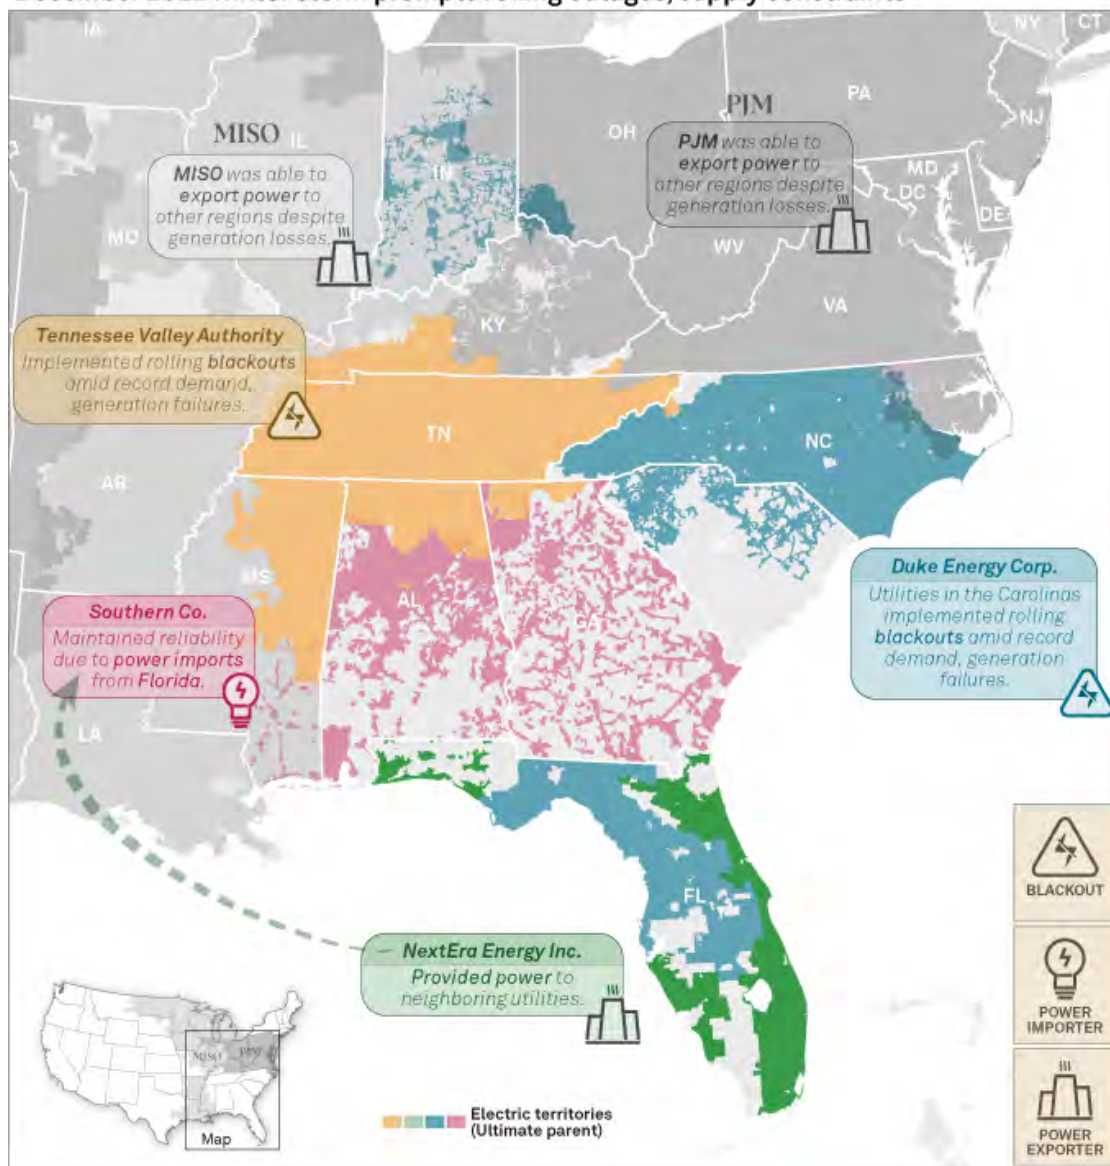 IA
NY
CT
PA
NJ
OH
MISO
IL
PJM
IN
MD
DC
DE
MISO was able to
export power to
other regions despite
generation losses.
PJM was able to
export power to
other regions despite
generation losses.
MO
WV
VA
KY
Tennessee Valley Authority
Implemented rolling blackouts
amid record demand,
generation failures.
TN
NC
AR
MS
AL
GA
Southern Co.
Maintained reliability
due to power imports
from Florida.
Duke Energy Corp.
Utilities in the Carolinas
implemented rolling
blackouts amid record
demand, generation
failures.
LA
FL
BLACKOUT
NextEra Energy Inc.
Provided power to
neighboring utilities.
POWER
IMPORTER
MISO
PJM
Map
Electric territories
(Ultimate parent)
POWER
EXPORTER